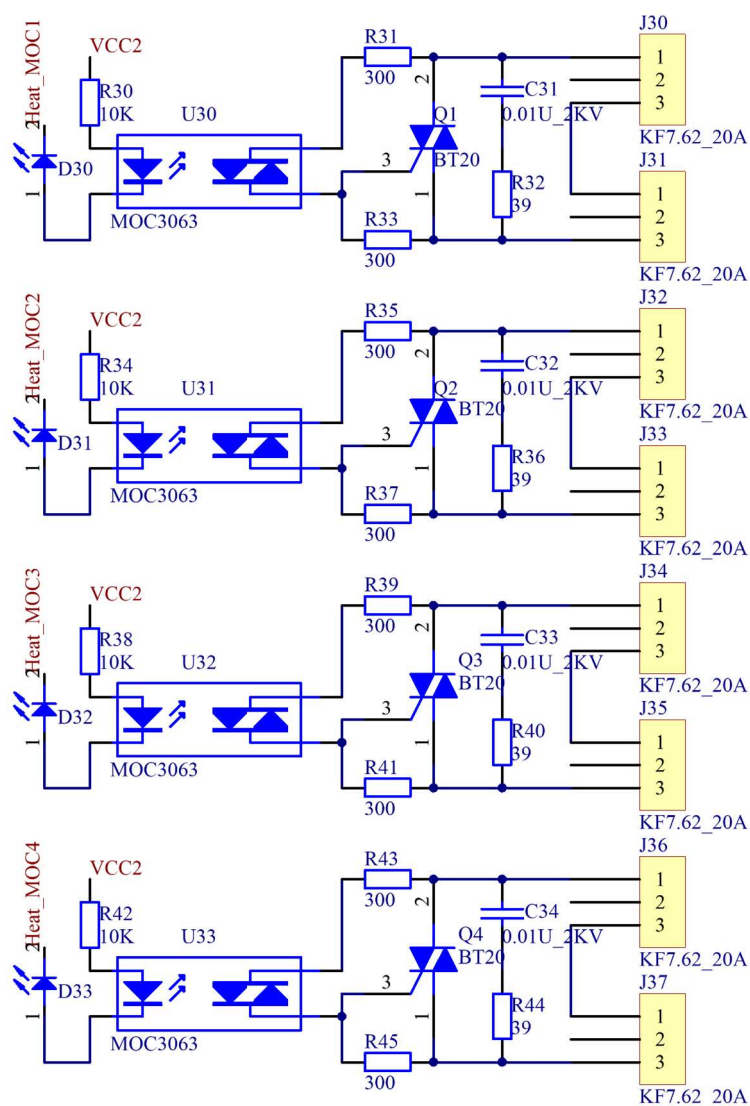 J30
R31
VCC2
Heat_MOC1
300
1
2
R30
10K
C31
U30
Q1
0.01U_2KV
3
KF7.62_20A
2
D30
BT20
J31
3
R32
39
1
1
1
MOC3063
2
R33
3
300
KF7.62_20A
J32
R35
VCC2
Heat_MOC2
300
1
2
R34
10K
C32
U31
Q2
0.01U_2KV
3
KF7.62_20A
2
D31
BT20
J33
3
R36
39
1
1
1
MOC3063
2
R37
3
300
KF7.62_20A
J34
R39
VCC2
Heat_MOC3
300
1
2
R38
10K
C33
U32
Q3
0.01U_2KV
3
KF7.62_20A
2
D32
BT20
J35
3
R40
39
1
1
1
MOC3063
2
R41
3
300
KF7.62_20A
J36
R43
VCC2
Heat_MOC4
300
1
2
R42
10K
C34
U33
Q4
0.01U_2KV
3
KF7.62_20A
2
D33
BT20
J37
3
R44
39
1
1
1
MOC3063
2
R45
3
300
KF7.62_20A